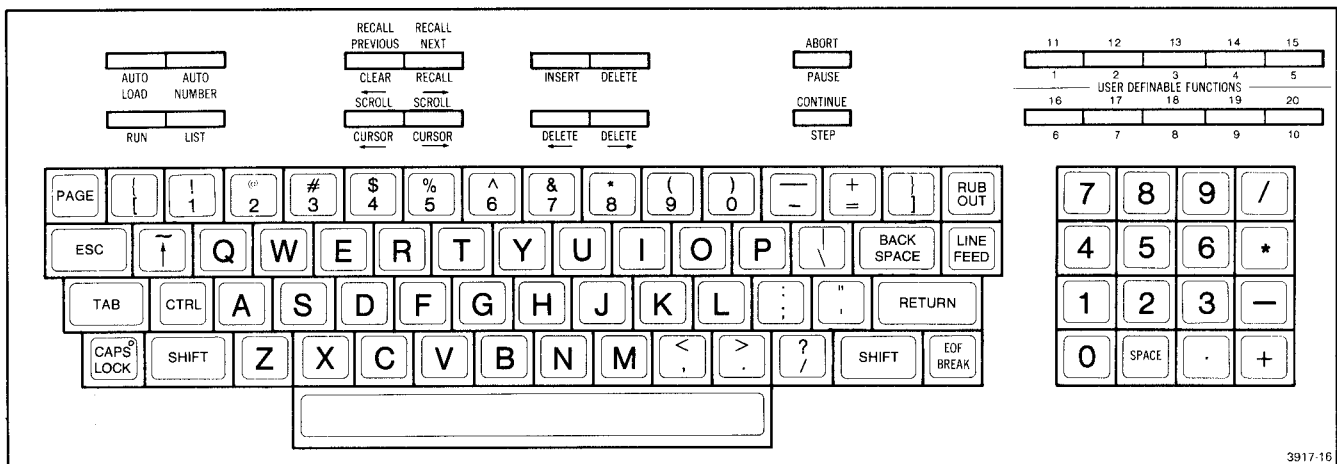 RECALL PREVIOUS RECALL NEXT
ABORT
11 12 13 14 15
AUTO LOAD AUTO NUMBER
CLEAR RECALL
INSERT DELETE
PAUSE
1 2 3 4 5
USER DEFINABLE FUNCTIONS
← →
SCROLL SCROLL
CONTINUE
16 17 18 19 20
RUN LIST
CURSOR CURSOR
← →
DELETE DELETE
← →
STEP
6 7 8 9 10
PAGE { [ ! 1 @ 2 # 3 $ 4 % 5 ^ 6 & 7 * 8 ( 9 ) 0 — - + = } ] RUB OUT
7 8 9 /
ESC ~ ↑ Q W E R T Y U I O P | \ BACK SPACE LINE FEED
4 5 6 *
TAB CTRL A S D F G H J K L : ; " ' RETURN
1 2 3 —
CAPS LOCK SHIFT Z X C V B N M < , > . ? / SHIFT EOF BREAK
0 SPACE . +
3917-16